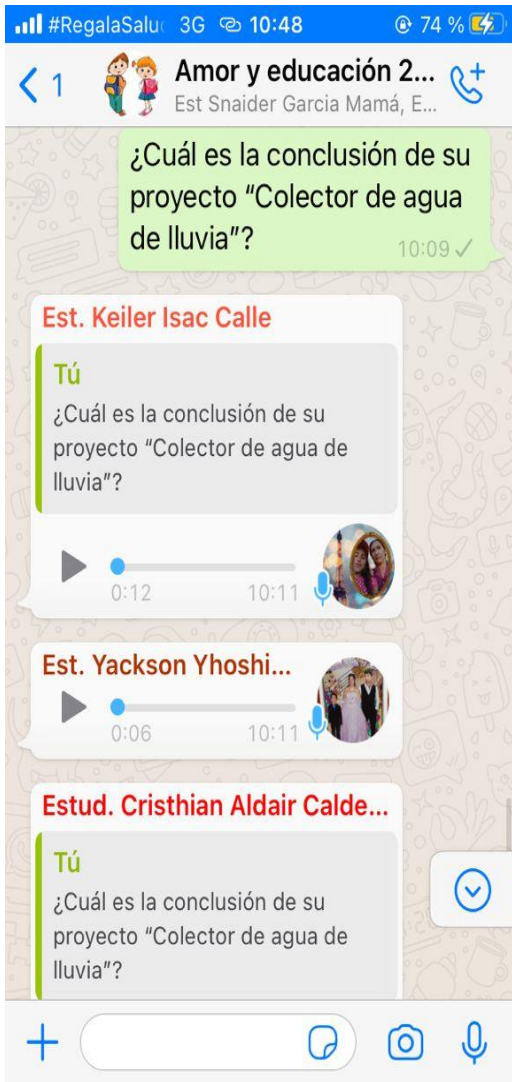 #RegalaSalu 3G 10:48 74 %
1 Amor y educación 2...
Est Snaider Garcia Mamá, E...
¿Cuál es la conclusión de su
proyecto “Colector de agua
de lluvia”?
10:09
Est. Keiler Isac Calle
Tú
¿Cuál es la conclusión de su
proyecto “Colector de agua de
lluvia”?
0:12 10:11
Est. Yackson Yhoshi...
0:06 10:11
Estud. Cristhian Aldair Calde...
Tú
¿Cuál es la conclusión de su
proyecto “Colector de agua de
lluvia”?